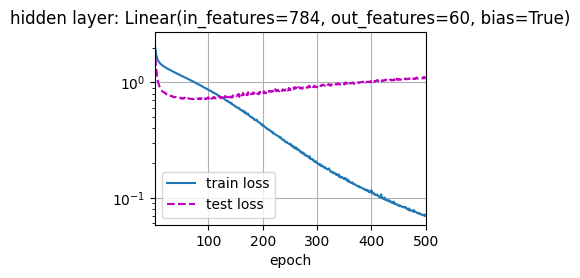 hidden layer: Linear(in_features=784, out_features=60, bias=True)
10⁰
10⁻¹
train loss
test loss
100 200 300 400 500
epoch